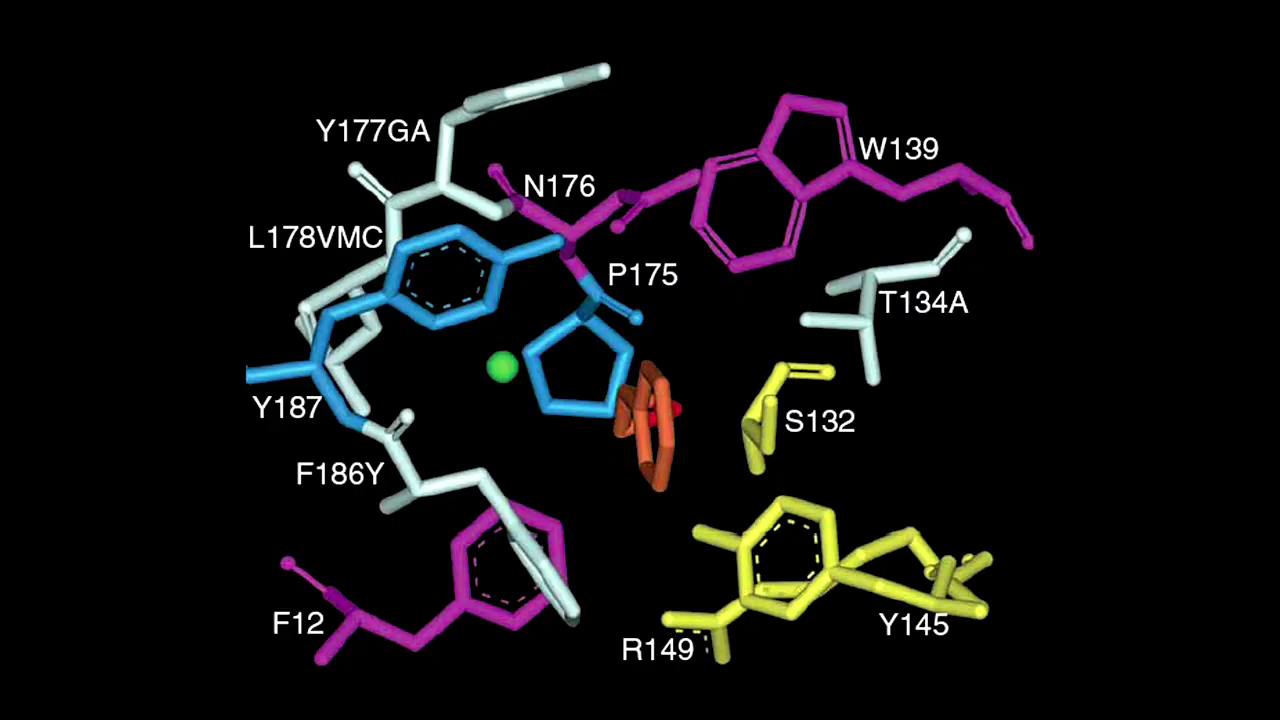 Y177GA
W139
N176
L178VMC
P175
T134A
Y187
S132
F186Y
F12
Y145
R149